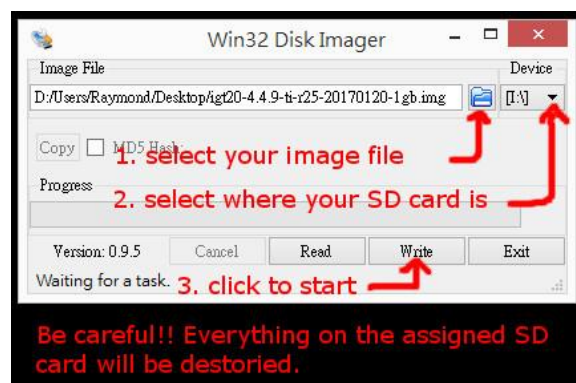 Win32 Disk Imager
Image File
Device
D:/Users/Raymond/Desktop/igt20-4.4.9-ti-r25-20170120-1gb.img
[I:\]
Copy MD5 Hash:
1. select your image file
Progress
2. select where your SD card is
Version: 0.9.5 Cancel Read Write Exit
Waiting for a task.
3. click to start
Be careful!! Everything on the assigned SD
card will be destoried.